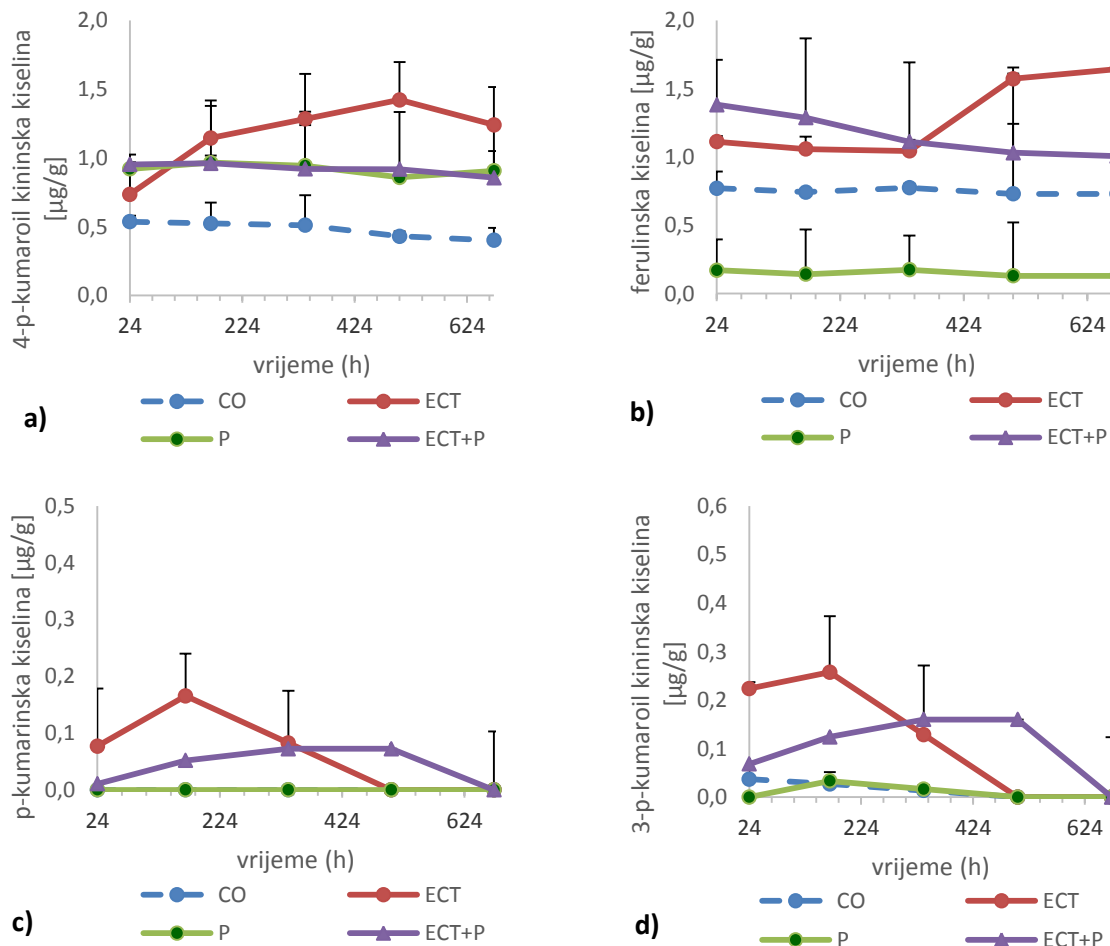 4-p-kumaroil kininska kiselina
[µg/g]
2,0
1,5
1,0
0,5
0,0
24
224
424
624
vrijeme (h)
CO
ECT
P
ECT+P
a)
ferulinska kiselina [µg/g]
2,0
1,5
1,0
0,5
0,0
24
224
424
624
vrijeme (h)
CO
ECT
P
ECT+P
b)
p-kumarinska kiselina [µg/g]
0,5
0,4
0,3
0,2
0,1
0,0
24
224
424
624
vrijeme (h)
CO
ECT
P
ECT+P
c)
3-p-kumaroil kininska kiselina
[µg/g]
0,6
0,5
0,4
0,3
0,2
0,1
0,0
24
224
424
624
vrijeme (h)
CO
ECT
P
ECT+P
d)